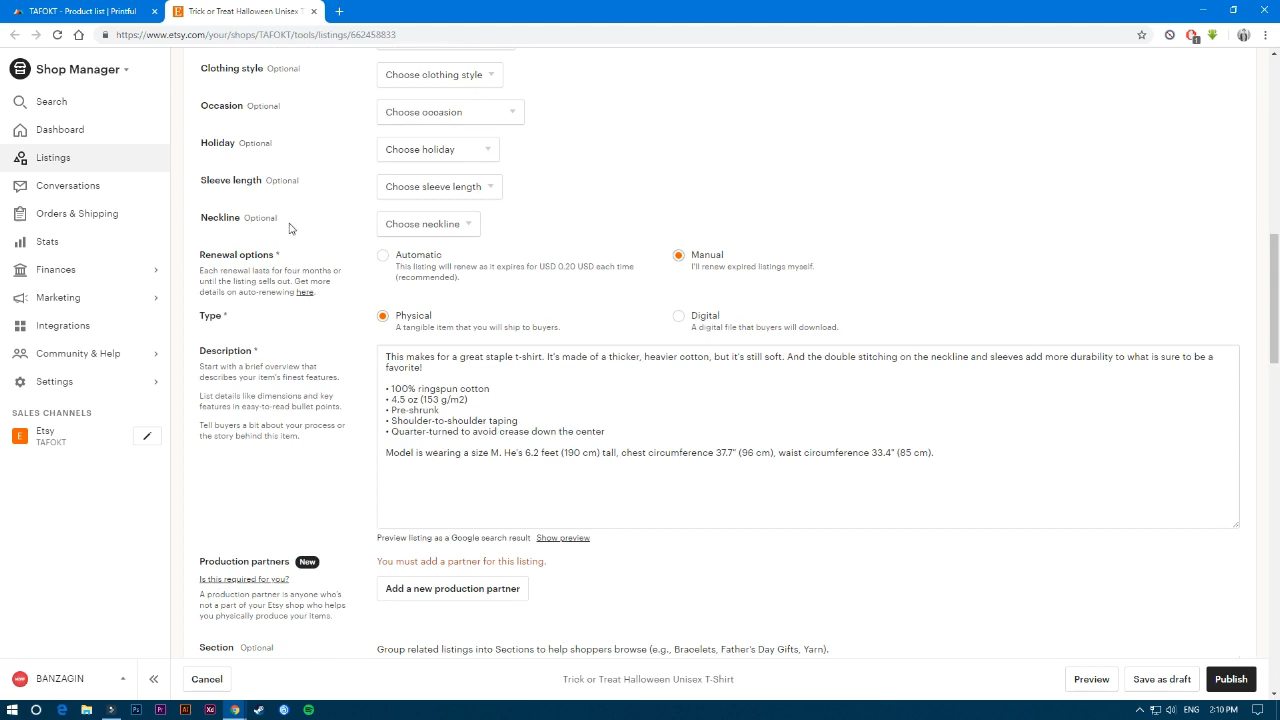 TAFOKT - Product list | Printful
Trick or Treat Halloween Unisex T
https://www.etsy.com/your/shops/TAFOKT/tools/listings/662458833
1
Shop Manager
Search
Dashboard
Listings
Conversations
Orders & Shipping
Stats
Finances
Marketing
Integrations
Community & Help
Settings
SALES CHANNELS
E
Etsy
TAFOKT
BANZAGIN
Clothing style Optional
Choose clothing style
Occasion Optional
Choose occasion
Holiday Optional
Choose holiday
Sleeve length Optional
Choose sleeve length
Neckline Optional
Choose neckline
Renewal options *
Each renewal lasts for four months or
until the listing sells out. Get more
details on auto-renewing here.
Automatic
This listing will renew as it expires for USD 0.20 USD each time
(recommended).
Manual
I'll renew expired listings myself.
Type *
Physical
A tangible item that you will ship to buyers.
Digital
A digital file that buyers will download.
Description *
Start with a brief overview that
describes your item's finest features.
List details like dimensions and key
features in easy-to-read bullet points.
Tell buyers a bit about your process or
the story behind this item.
This makes for a great staple t-shirt. It's made of a thicker, heavier cotton, but it's still soft. And the double stitching on the neckline and sleeves add more durability to what is sure to be a
favorite!
• 100% ringspun cotton
• 4.5 oz (153 g/m2)
• Pre-shrunk
• Shoulder-to-shoulder taping
• Quarter-turned to avoid crease down the center
Model is wearing a size M. He's 6.2 feet (190 cm) tall, chest circumference 37.7" (96 cm), waist circumference 33.4" (85 cm).
Preview listing as a Google search result Show preview
Production partners New
Is this required for you?
A production partner is anyone who's
not a part of your Etsy shop who helps
you physically produce your items.
You must add a partner for this listing.
Add a new production partner
Section Optional
Group related listings into Sections to help shoppers browse (e.g., Bracelets, Father's Day Gifts, Yarn).
Cancel
Trick or Treat Halloween Unisex T-Shirt
Preview
Save as draft
Publish
Ps
Pr
Ai
Xd
ENG
2:10 PM